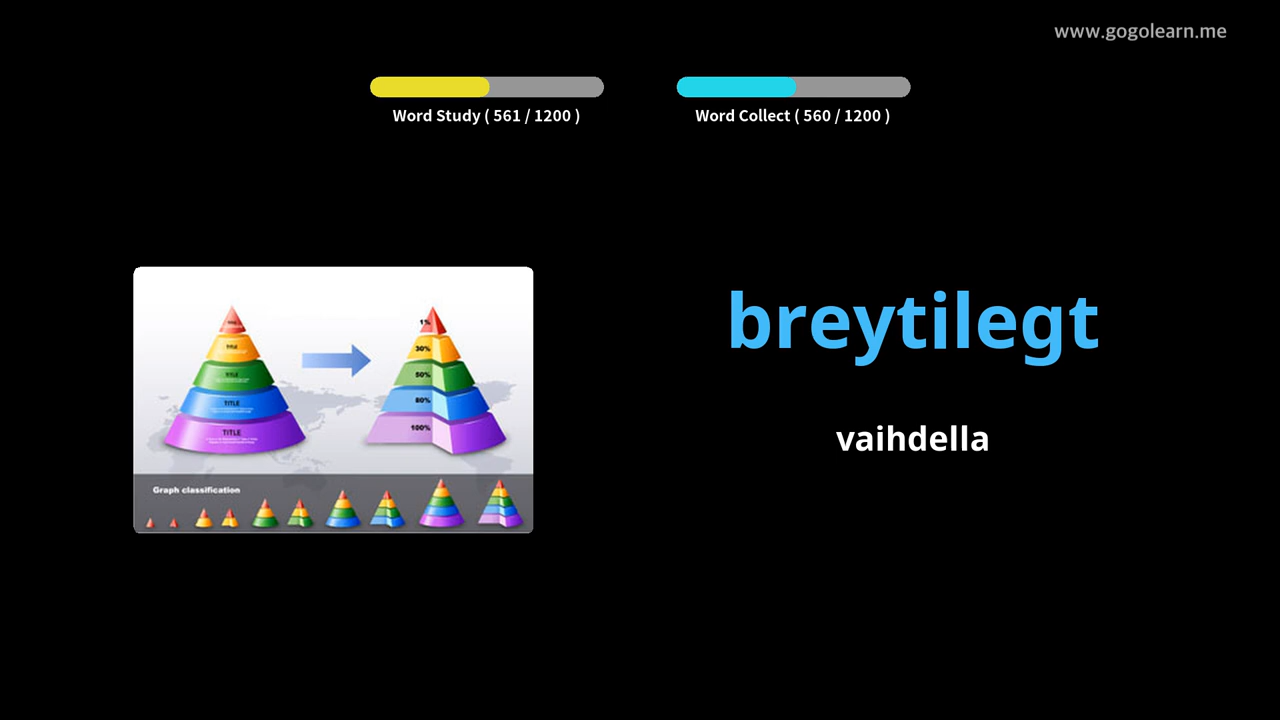 www.gogolearn.me
Word Study ( 561 / 1200 )
Word Collect ( 560 / 1200 )
breytilegt
vaihdella
TITLE
TITLE
TITLE
TITLE
1%
30%
50%
80%
100%
Graph classification